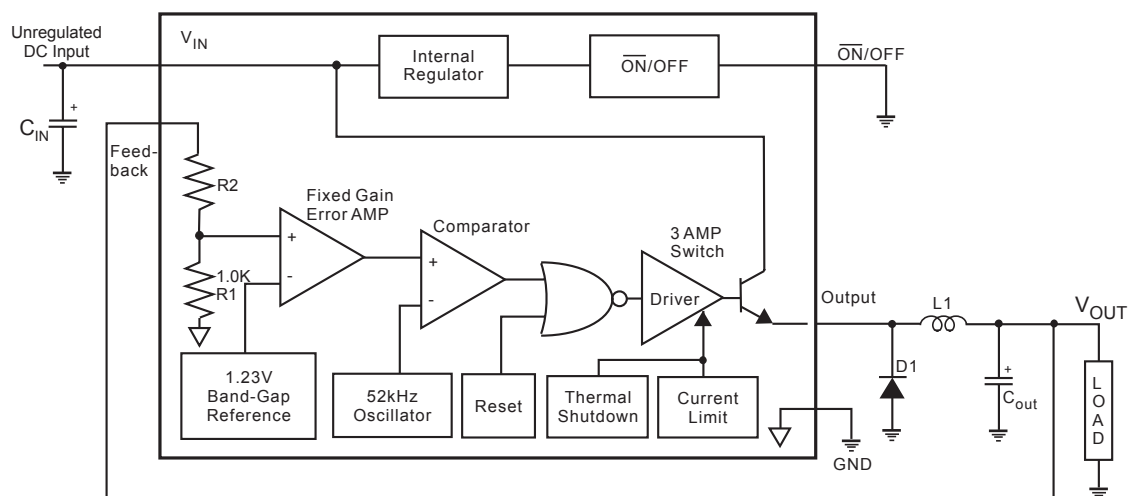 Unregulated
DC Input
V_IN
Internal
Regulator
O̅N̅/OFF
O̅N̅/OFF
+
C_IN
Feed-
back
R2
Fixed Gain
Error AMP
Comparator
3 AMP
Switch
+
-
1.0K
R1
+
-
Driver
Output
L1
V_OUT
D1
+
C_out
LOAD
1.23V
Band-Gap
Reference
52kHz
Oscillator
Reset
Thermal
Shutdown
Current
Limit
GND